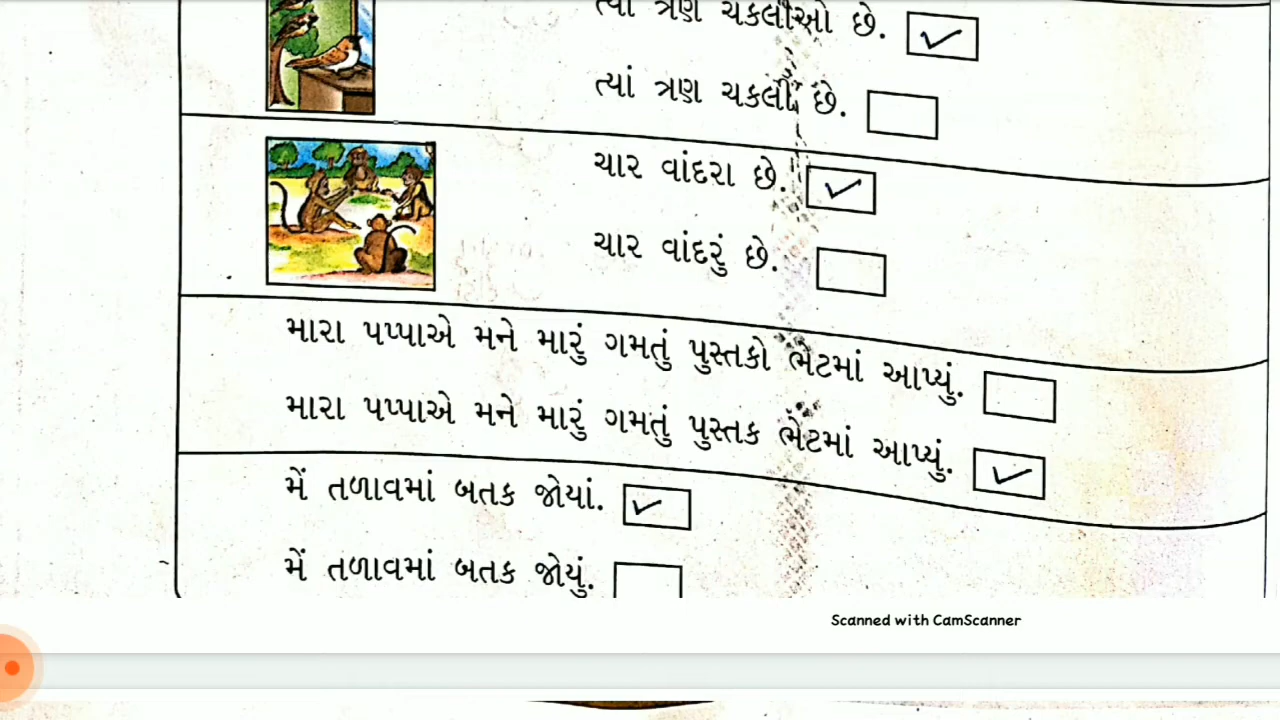 ત્યાં ત્રણ ચકલીઓ છે.
ત્યાં ત્રણ ચકલી છે.
ચાર વાંદરા છે.
ચાર વાંદરું છે.
મારા પપ્પાએ મને મારું ગમતું પુસ્તકો ભેટમાં આપ્યું.
મારા પપ્પાએ મને મારું ગમતું પુસ્તક ભેટમાં આપ્યું.
મેં તળાવમાં બતક જોયાં.
મેં તળાવમાં બતક જોયું.
Scanned with CamScanner